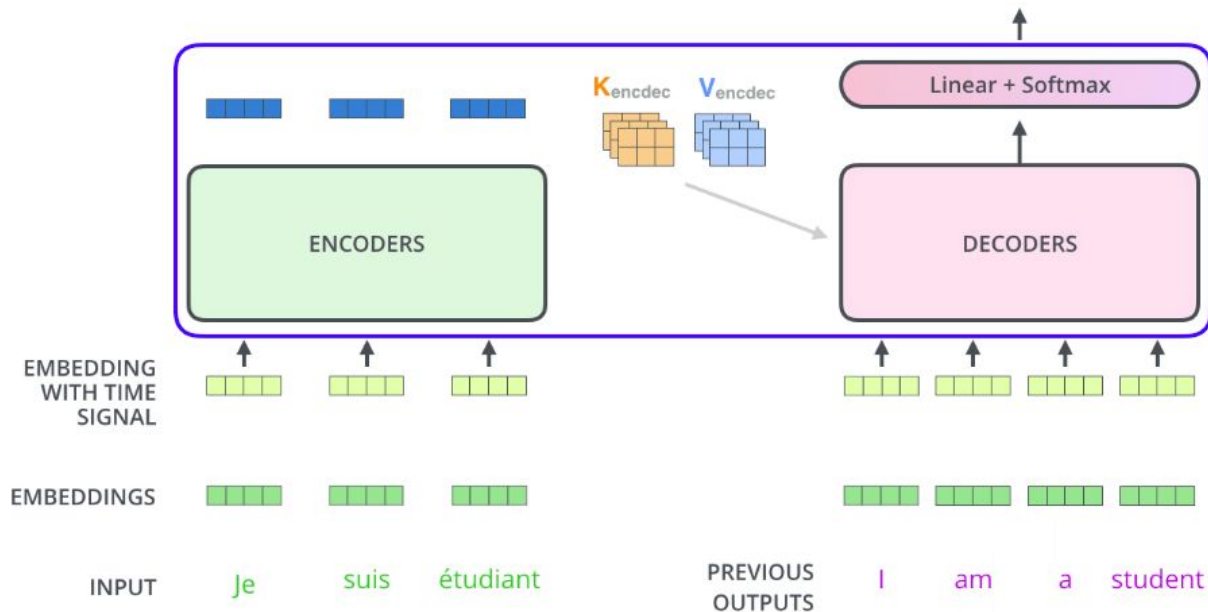 Linear + Softmax
Kencdec
Vencdec
ENCODERS
DECODERS
EMBEDDING
WITH TIME
SIGNAL
EMBEDDINGS
INPUT
Je
suis
étudiant
PREVIOUS
OUTPUTS
I
am
a
student